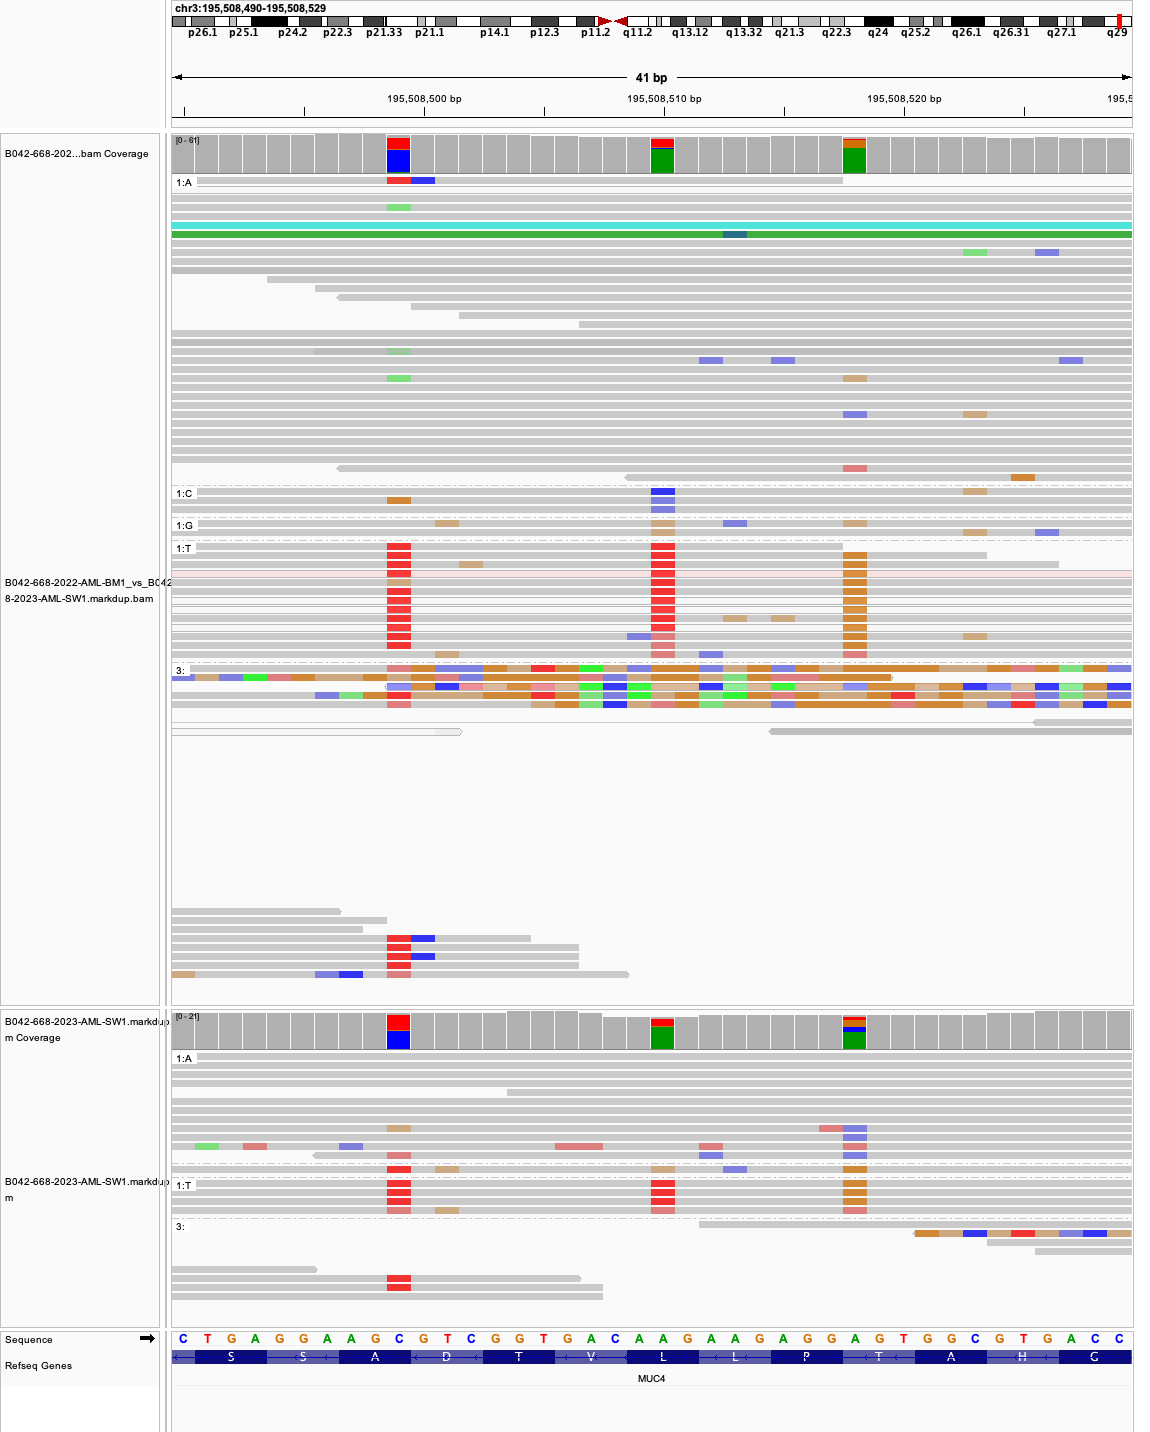 chr3:195,508,490-195,508,529
p26.1 p25.1 p24.2 p22.3 p21.33 p21.1 p14.1 p12.3 p11.2 q11.2 q13.12 q13.32 q21.3 q22.3 q24 q25.2 q26.1 q26.31 q27.1 q29
41 bp
195,508,500 bp 195,508,510 bp 195,508,520 bp 195,5
[0 - 61]
B042-668-202...bam Coverage
1:A
1:C
1:G
1:T
B042-668-2022-AML-BM1_vs_B042
8-2023-AML-SW1.markdup.bam
3:
B042-668-2023-AML-SW1.markdup
m Coverage
[0 - 21]
1:A
B042-668-2023-AML-SW1.markdup
m
1:T
3:
Sequence C T G A G G A A G C G T C G G T G A C A A G A A G A G G A G T G G C G T G A C C
Refseq Genes S S A D T V L L P T A H G
MUC4